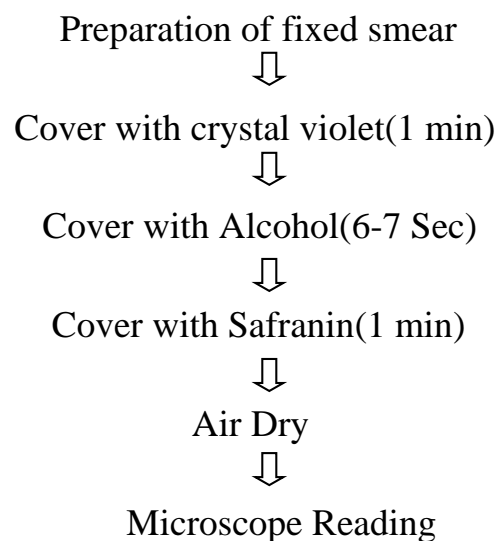 Preparation of fixed smear
Cover with crystal violet(1 min)
Cover with Alcohol(6-7 Sec)
Cover with Safranin(1 min)
Air Dry
Microscope Reading